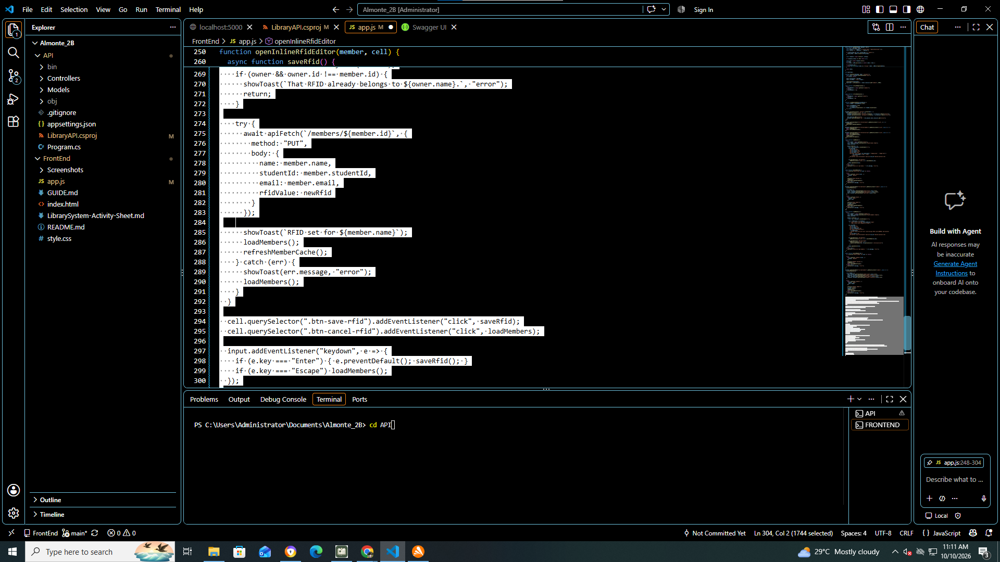 File Edit Selection View Go Run Terminal Help
Almonte_2B [Administrator]
Sign In
Explorer
Almonte_2B
API
bin
Controllers
Models
obj
.gitignore
appsettings.json
LibraryAPI.csproj M
Program.cs
FrontEnd
Screenshots
JS app.js M
GUIDE.md
index.html
LibrarySystem-Activity-Sheet.md
README.md
style.css
Outline
Timeline
localhost:5000 LibraryAPI.csproj M JS app.js M Swagger UI
FrontEnd > JS app.js > openInlineRfidEditor
250 function openInlineRfidEditor(member, cell) {
260 async function saveRfid() {
269 if (owner && owner.id !== member.id) {
270 showToast(`That RFID already belongs to ${owner.name}.`, "error");
271 return;
272 }
273
274 try {
275 await apiFetch(`/members/${member.id}`, {
276 method: "PUT",
277 body: {
278 name: member.name,
279 studentId: member.studentId,
280 email: member.email,
281 rfidValue: newRfid
282 }
283 });
284
285 showToast(`RFID set for ${member.name}`);
286 loadMembers();
287 refreshMemberCache();
288 } catch (err) {
289 showToast(err.message, "error");
290 loadMembers();
291 }
292 }
293
294 cell.querySelector(".btn-save-rfid").addEventListener("click", saveRfid);
295 cell.querySelector(".btn-cancel-rfid").addEventListener("click", loadMembers);
296
297 input.addEventListener("keydown", e => {
298 if (e.key === "Enter") { e.preventDefault(); saveRfid(); }
299 if (e.key === "Escape") loadMembers();
300 });
Problems Output Debug Console Terminal Ports
PS C:\Users\Administrator\Documents\Almonte_2B> cd API
API
FRONTEND
Chat
Build with Agent
AI responses may
be inaccurate
Generate Agent
Instructions to
onboard AI onto
your codebase.
JS app.js:248-304
Describe what to ...
Local
FrontEnd main* 0 0
Not Committed Yet Ln 304, Col 2 (1744 selected) Spaces: 4 UTF-8 CRLF { } JavaScript
Type here to search
29°C Mostly cloudy
11:11 AM
10/10/2026
3